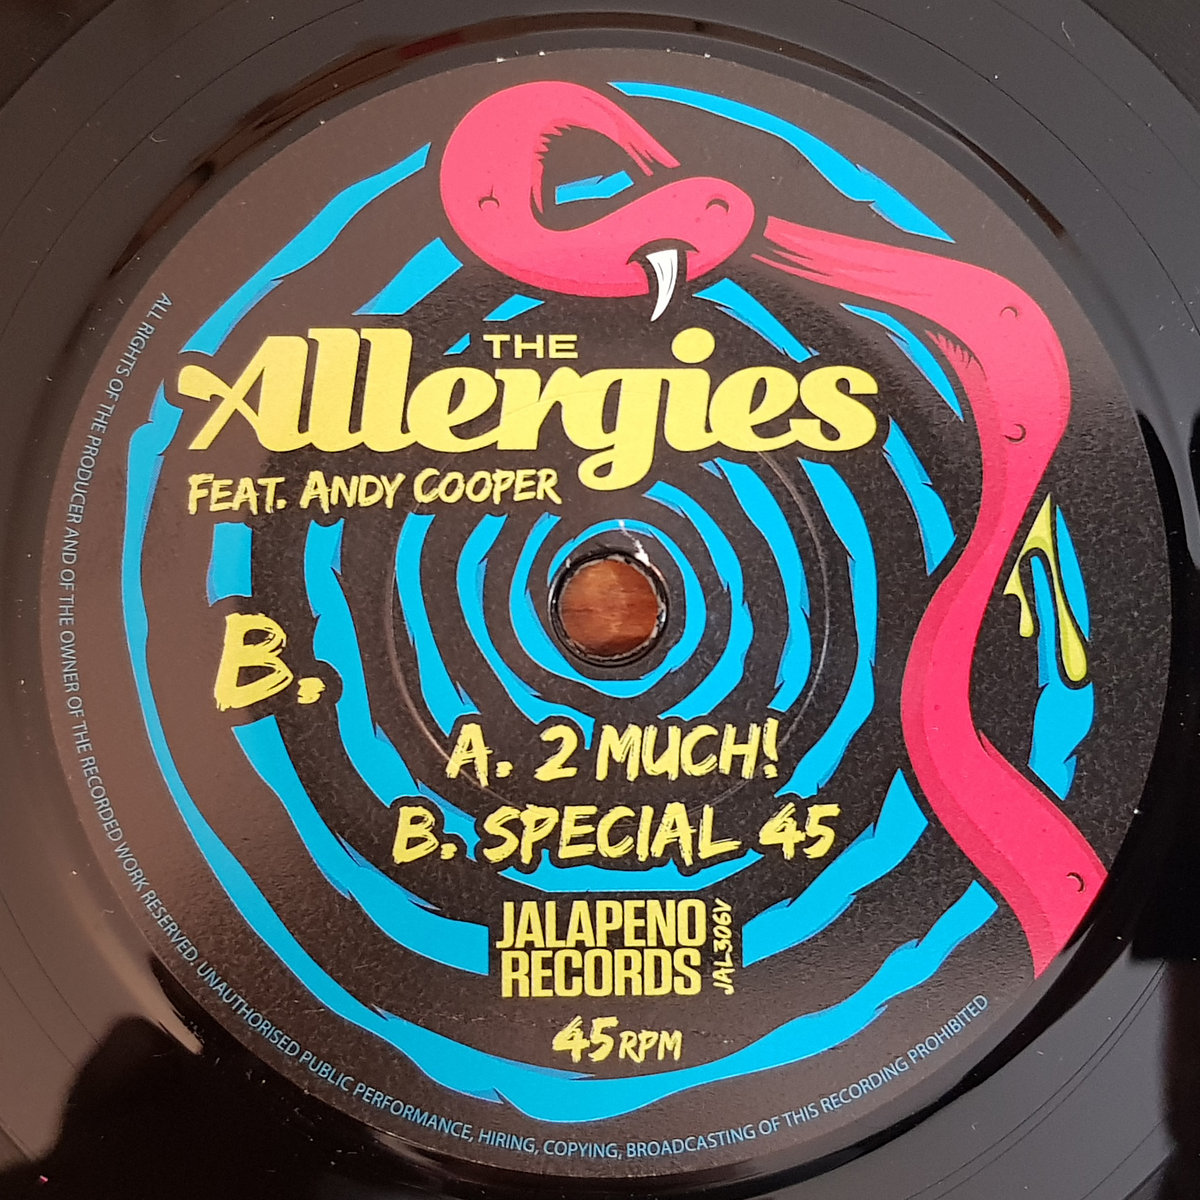 THE
Allergies
FEAT. ANDY COOPER
B.
A. 2 MUCH!
B. SPECIAL 45
JALAPENO
RECORDS
JAL306V
45 RPM
ALL RIGHTS OF THE PRODUCER AND OF THE OWNER OF THE RECORDED WORK RESERVED. UNAUTHORISED PUBLIC PERFORMANCE, HIRING, COPYING, BROADCASTING OF THIS RECORDING PROHIBITED